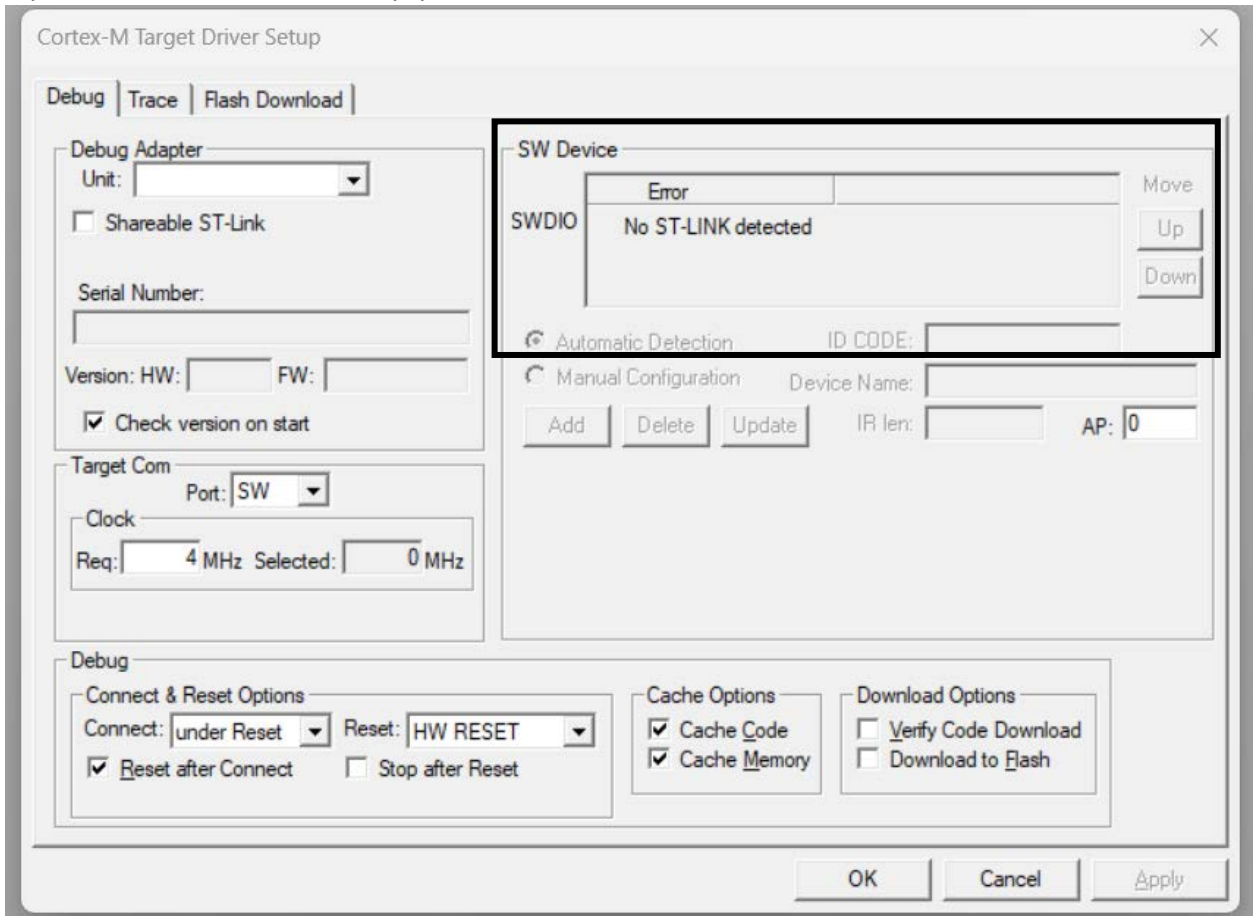 Cortex-M Target Driver Setup
Debug Trace Flash Download
Debug Adapter
Unit:
Shareable ST-Link
Serial Number:
Version: HW: FW:
Check version on start
Target Com
Port: SW
Clock
Req: 4 MHz Selected: 0 MHz
SW Device
Error
SWDIO No ST-LINK detected
Move
Up
Down
Automatic Detection ID CODE:
Manual Configuration Device Name:
Add Delete Update IR len: AP: 0
Debug
Connect & Reset Options
Connect: under Reset Reset: HW RESET
Reset after Connect Stop after Reset
Cache Options
Cache Code
Cache Memory
Download Options
Verify Code Download
Download to Flash
OK Cancel Apply